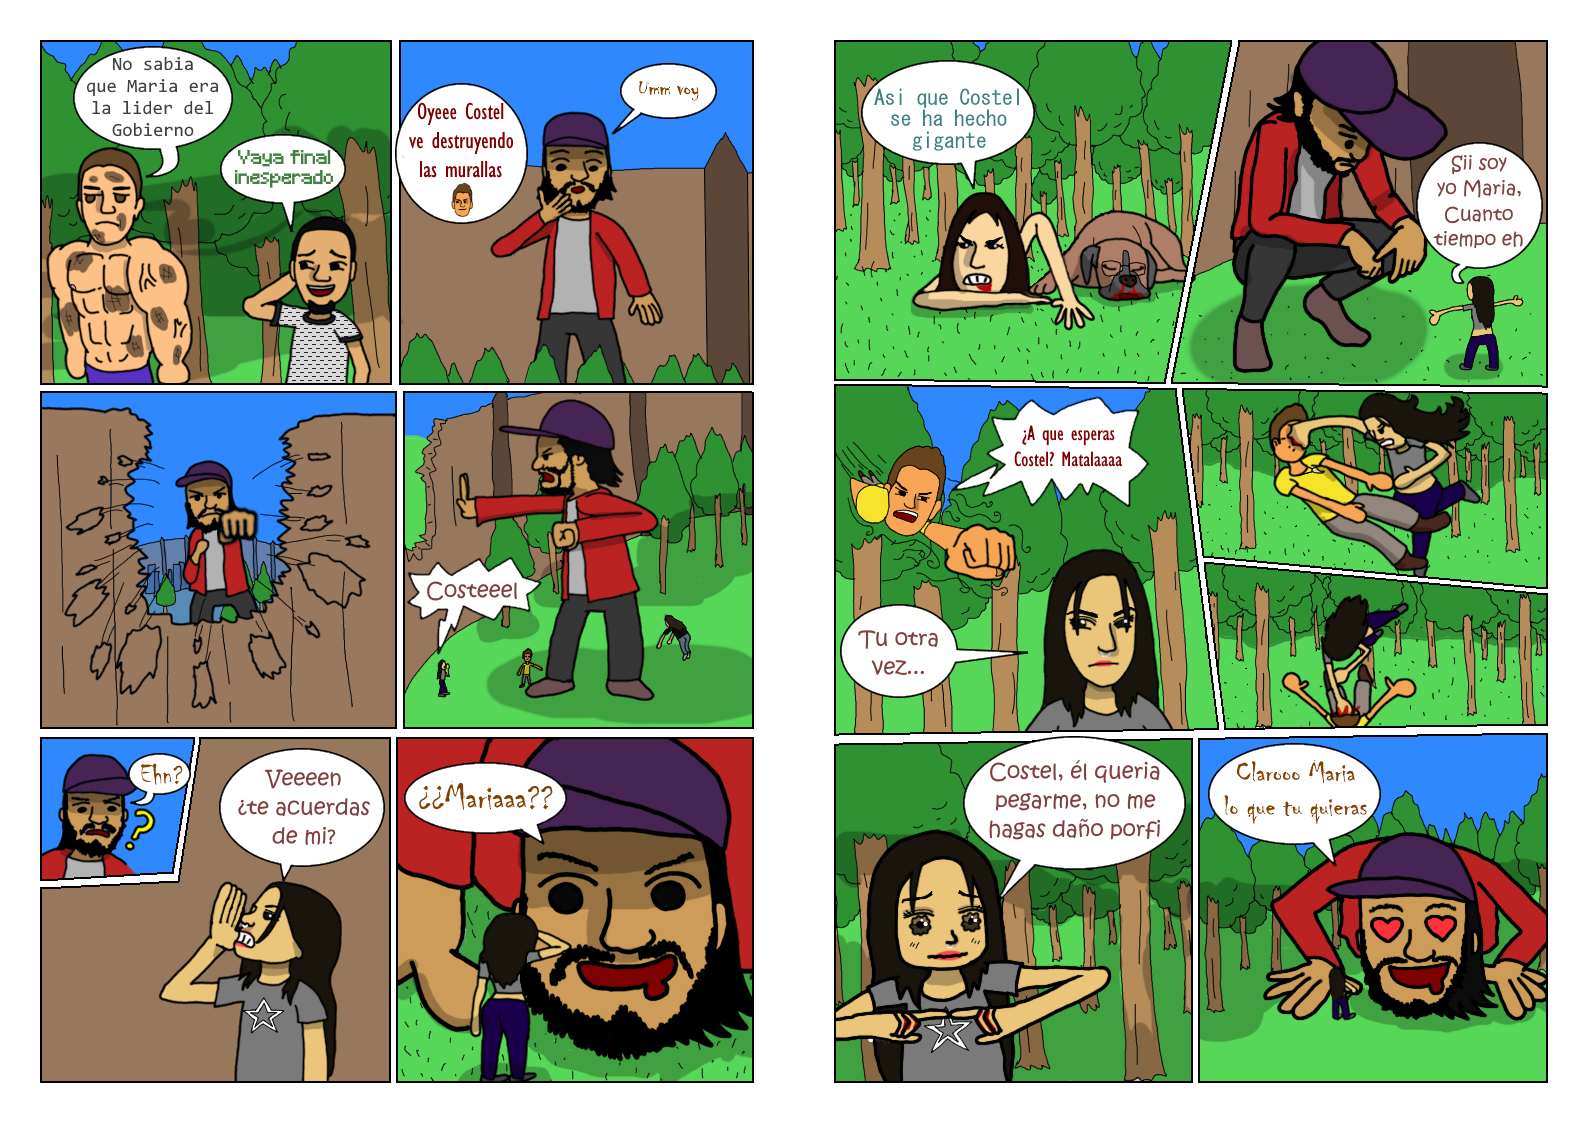 No sabia
que Maria era
la lider del
Gobierno
Vaya final
inesperado
Oyeee Costel
ve destruyendo
las murallas
Umm voy
Costeeel
Ehn?
?
Veeeen
¿te acuerdas
de mi?
¿¿Mariaaa??
Asi que Costel
se ha hecho
gigante
Sii soy
yo Maria,
Cuanto
tiempo eh
¿A que esperas
Costel? Matalaaaa
Tu otra
vez...
Costel, él queria
pegarme, no me
hagas daño porfi
Clarooo Maria
lo que tu quieras